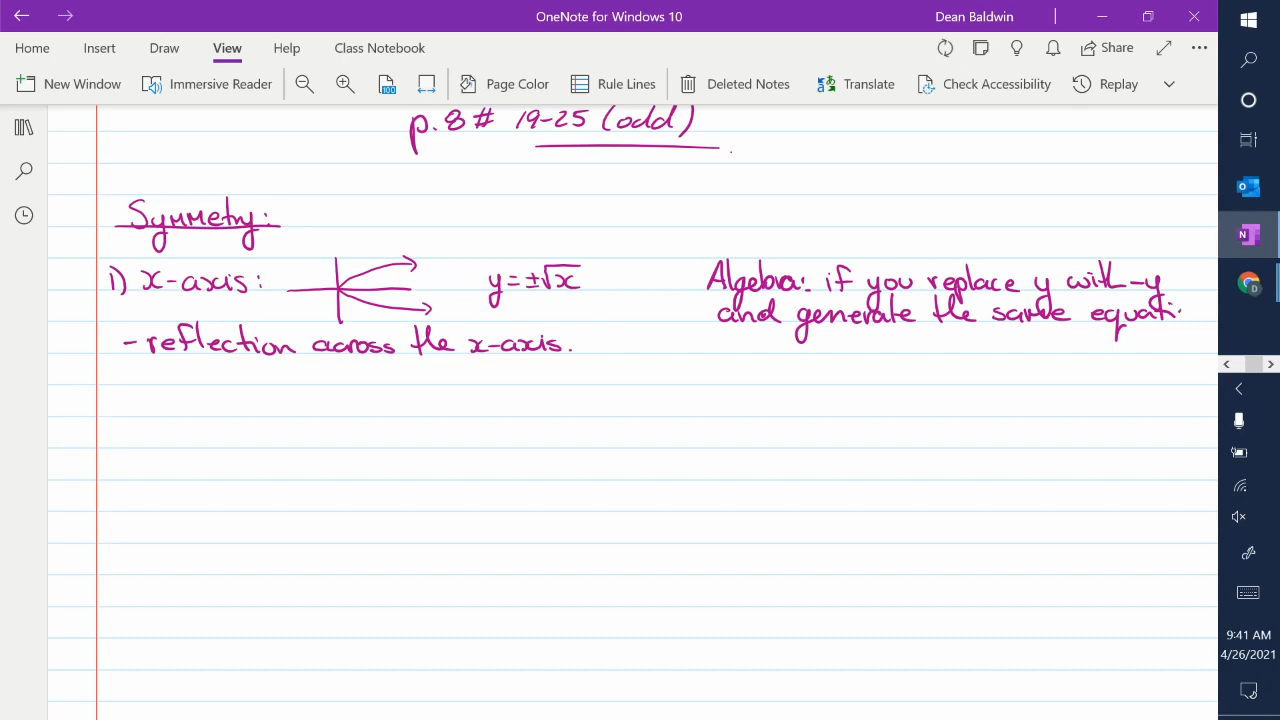 OneNote for Windows 10
Dean Baldwin
Home Insert Draw View Help Class Notebook
Share
New Window Immersive Reader 100 Page Color Rule Lines Deleted Notes Translate Check Accessibility Replay
p. 8 # 19-25 (odd)
Symmetry:
1) x-axis: y = ±√x Algebra: if you replace y with -y
and generate the same equati
- reflection across the x-axis.
9:41 AM
4/26/2021